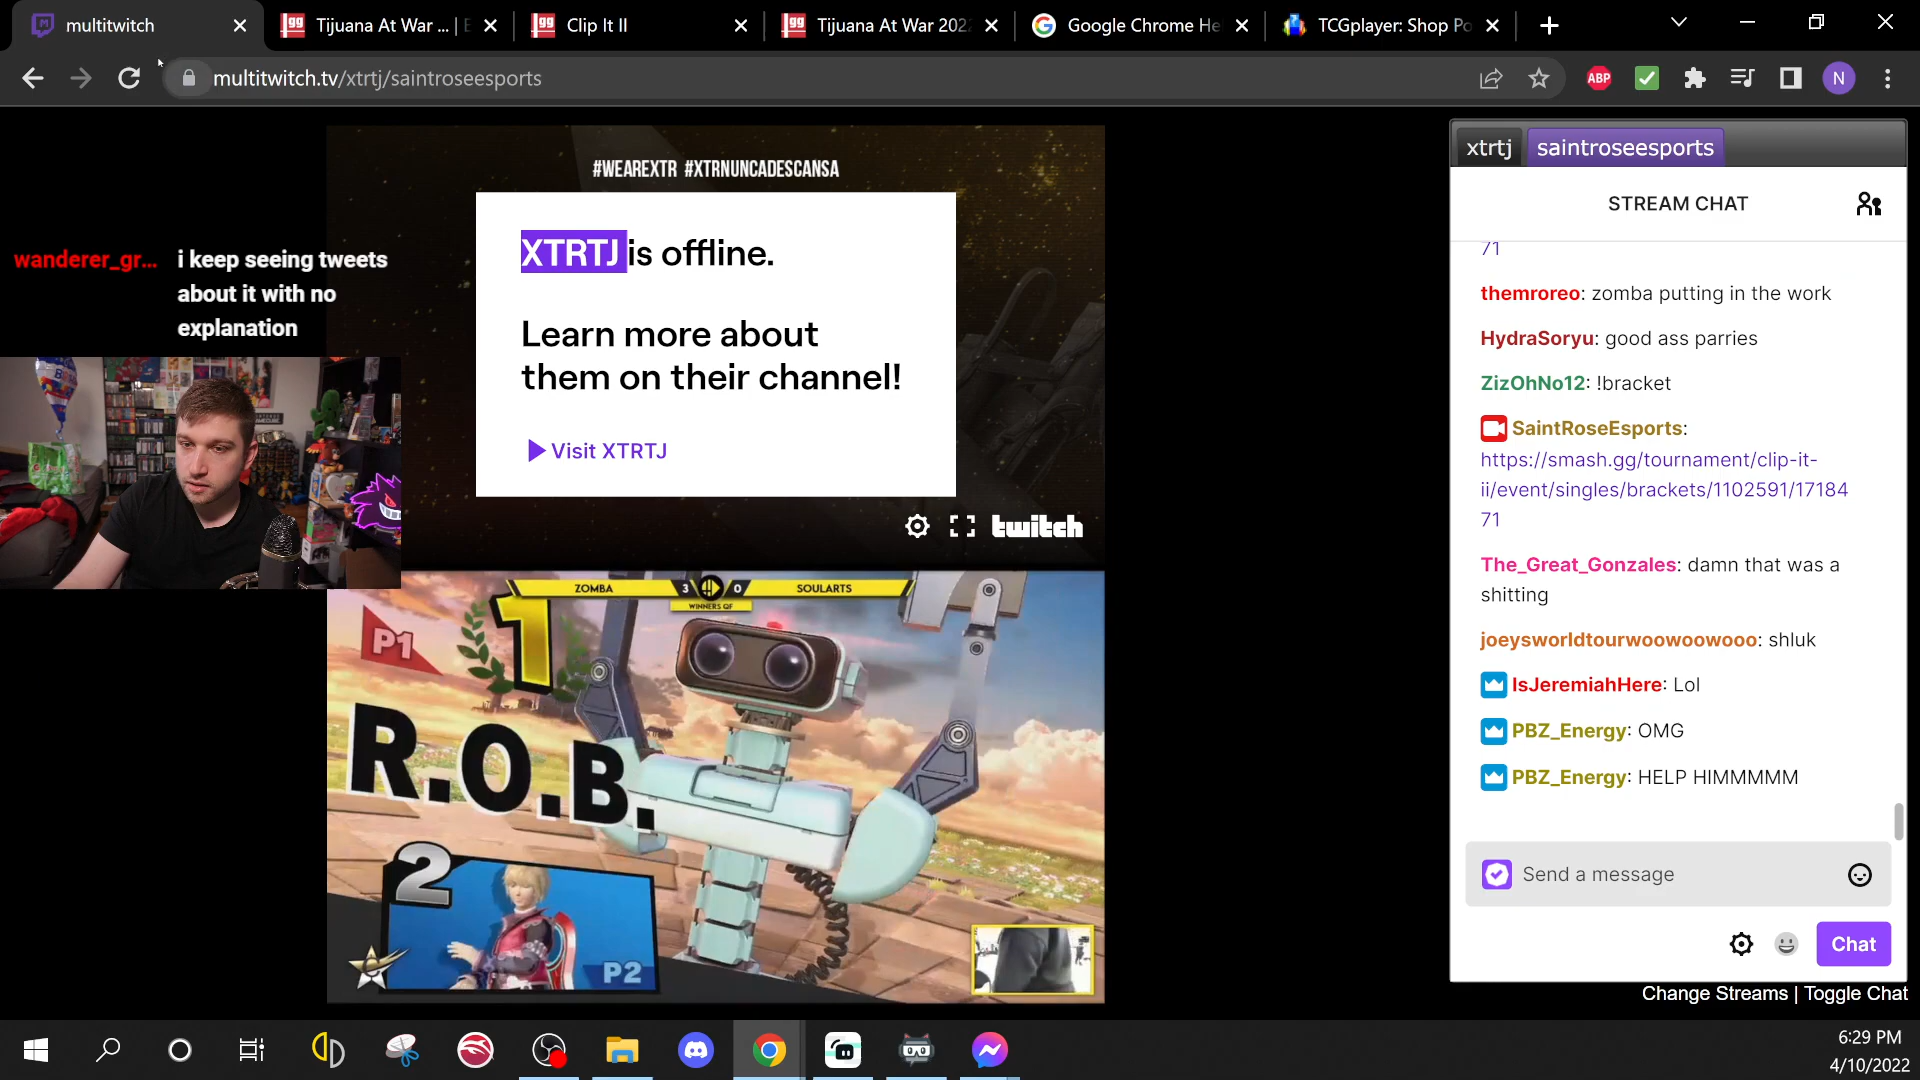 multitwitch
Tijuana At War ... | E
Clip It II
Tijuana At War 202
Google Chrome He
TCGplayer: Shop Po
multitwitch.tv/xtrtj/saintroseesports
ABP
N
#WEAREXTR #XTRNUNCADESCANSA
XTRTJ is offline.
Learn more about
them on their channel!
Visit XTRTJ
twitch
wanderer_gr... i keep seeing tweets
about it with no
explanation
ZOMBA 3 0 SOULARTS
WINNERS QF
P1
1
R.O.B.
2
P2
xtrtj saintroseesports
STREAM CHAT
71
themroreo: zomba putting in the work
HydraSoryu: good ass parries
ZizOhNo12: !bracket
SaintRoseEsports:
https://smash.gg/tournament/clip-it-
ii/event/singles/brackets/1102591/17184
71
The_Great_Gonzales: damn that was a
shitting
joeysworldtourwoowoowooo: shluk
IsJeremiahHere: Lol
PBZ_Energy: OMG
PBZ_Energy: HELP HIMMMMM
Send a message
Chat
Change Streams | Toggle Chat
6:29 PM
4/10/2022